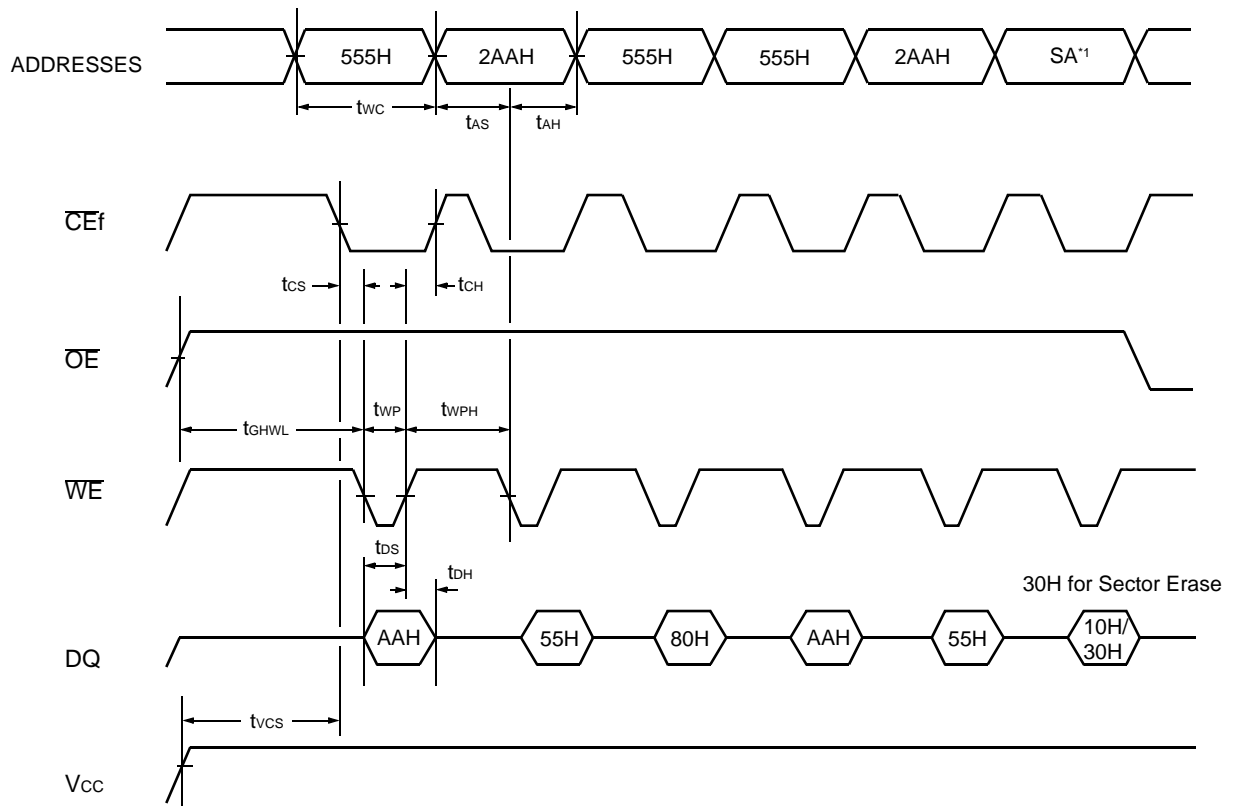 ADDRESSES 555H 2AAH 555H 555H 2AAH SA*1
tWC tAS tAH
CEf
tCS tCH
OE
tGHWL tWP tWPH
WE
tDS
tDH
30H for Sector Erase
DQ AAH 55H 80H AAH 55H 10H/
30H
tVCS
VCC